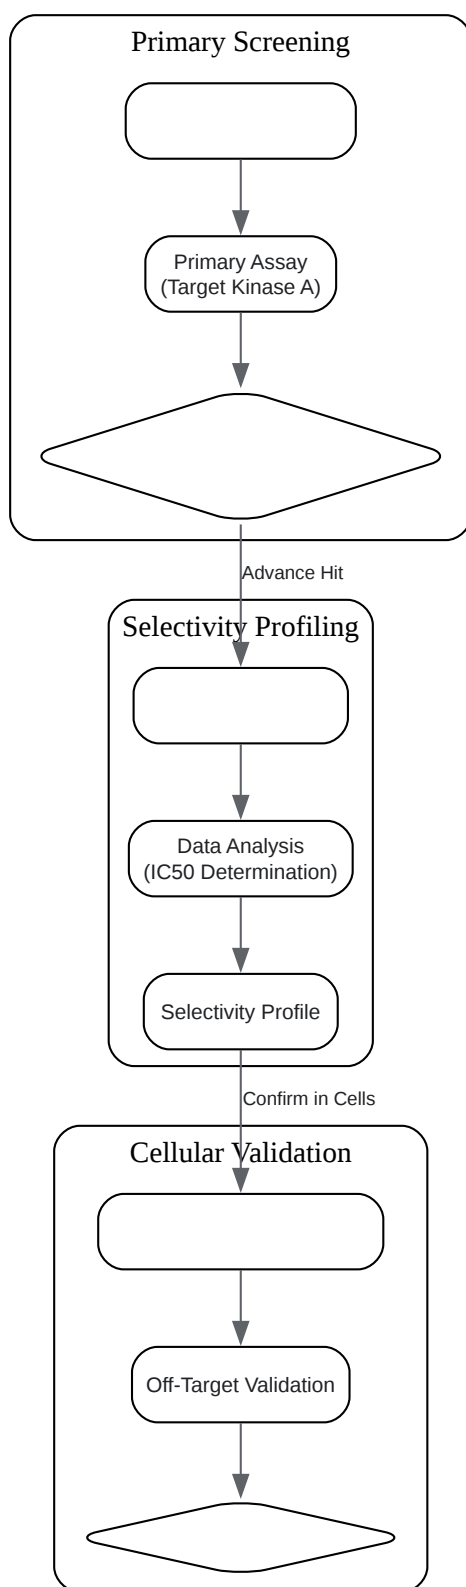 Primary Screening
Primary Assay
(Target Kinase A)
Advance Hit
Selectivity Profiling
Data Analysis
(IC50 Determination)
Selectivity Profile
Confirm in Cells
Cellular Validation
Off-Target Validation